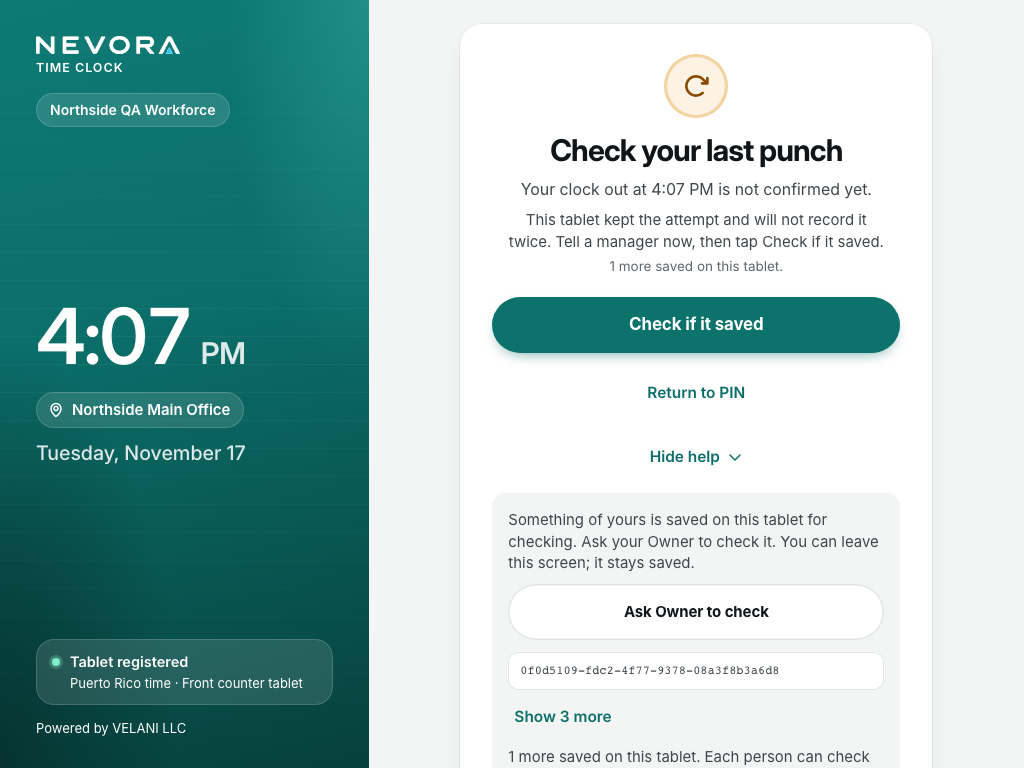 NEVORA
TIME CLOCK
Northside QA Workforce
4:07 PM
Northside Main Office
Tuesday, November 17
Tablet registered
Puerto Rico time · Front counter tablet
Powered by VELANI LLC
Check your last punch
Your clock out at 4:07 PM is not confirmed yet.
This tablet kept the attempt and will not record it
twice. Tell a manager now, then tap Check if it saved.
1 more saved on this tablet.
Check if it saved
Return to PIN
Hide help
Something of yours is saved on this tablet for
checking. Ask your Owner to check it. You can leave
this screen; it stays saved.
Ask Owner to check
0f0d5109-fdc2-4f77-9378-08a3f8b3a6d8
Show 3 more
1 more saved on this tablet. Each person can check